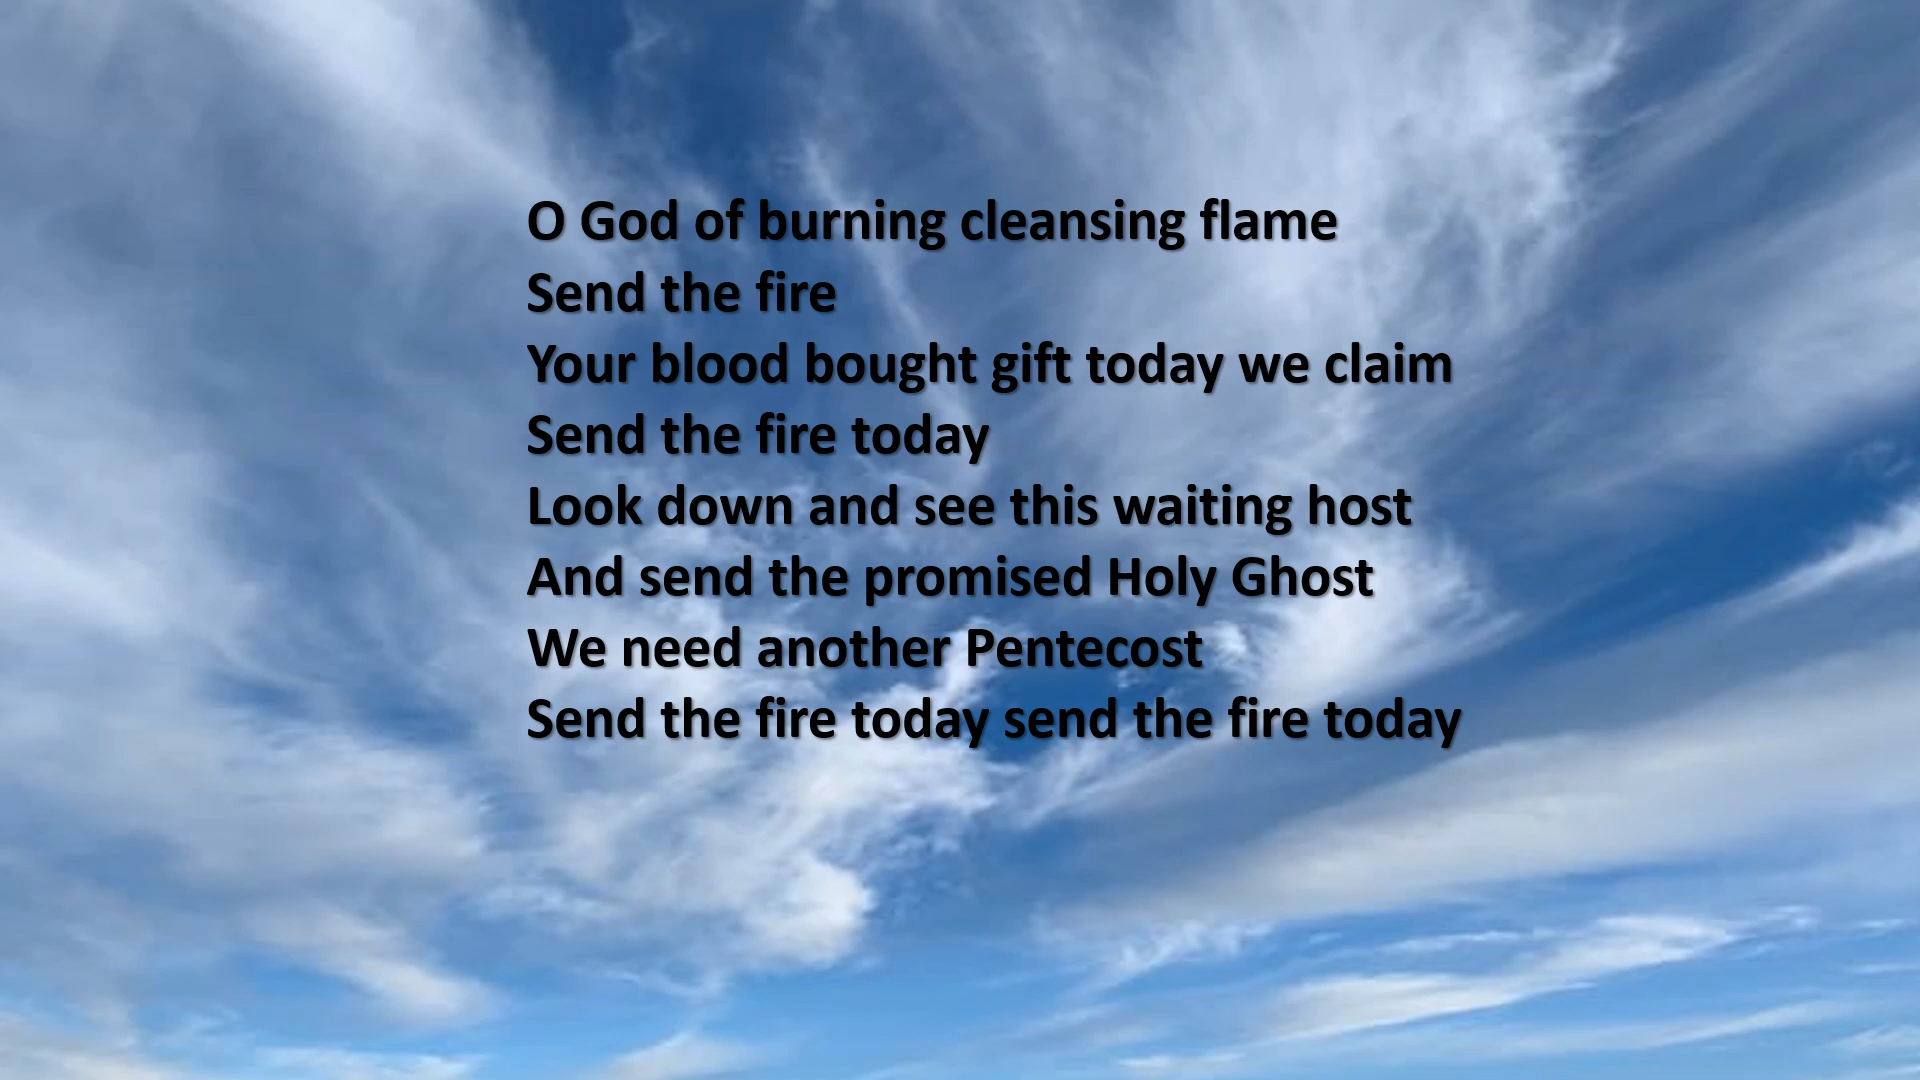 O God of burning cleansing flame
Send the fire
Your blood bought gift today we claim
Send the fire today
Look down and see this waiting host
And send the promised Holy Ghost
We need another Pentecost
Send the fire today send the fire today